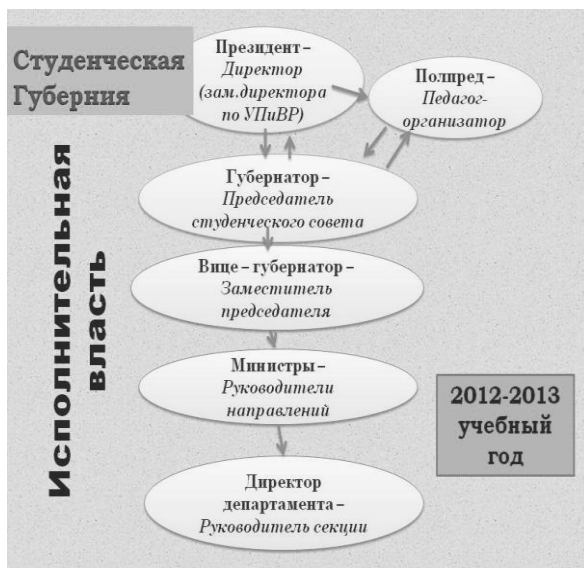 Студенческая
Губерния
Президент –
Директор
(зам.директора
по УПиВР)
Полпред –
Педагог-
организатор
Губернатор –
Председатель
студенческого совета
Вице – губернатор –
Заместитель
председателя
Министры –
Руководители
направлений
Директор
департамента –
Руководитель секции
Исполнительная
власть
2012-2013
учебный
год